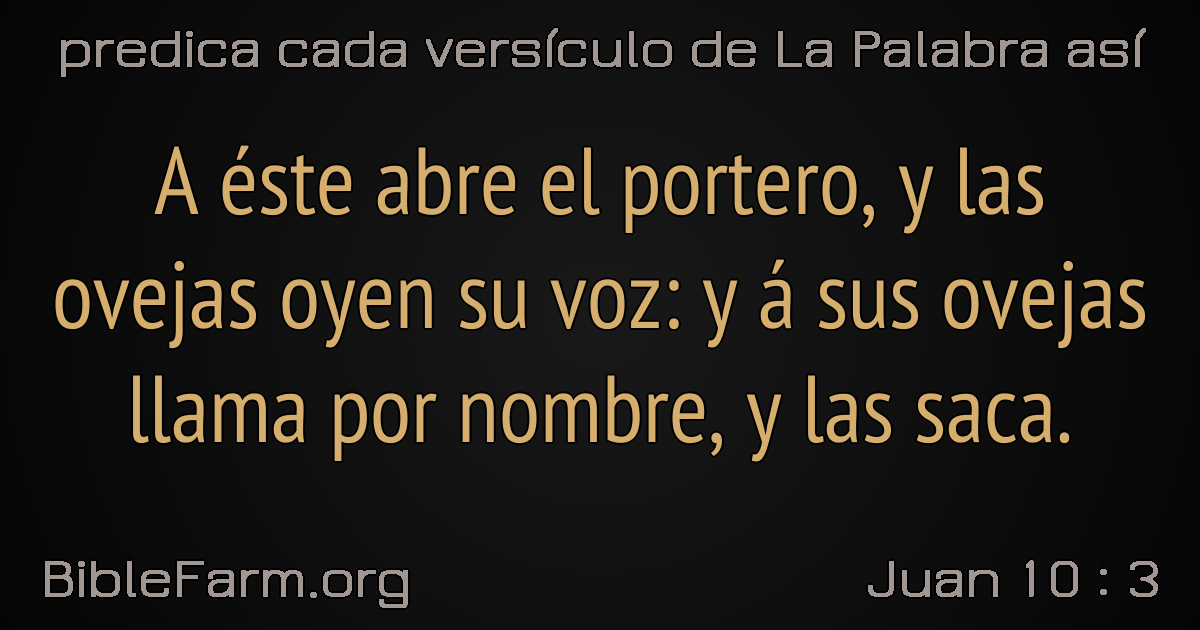 predica cada versículo de La Palabra así
A éste abre el portero, y las
ovejas oyen su voz: y á sus ovejas
llama por nombre, y las saca.
BibleFarm.org
Juan 10 : 3